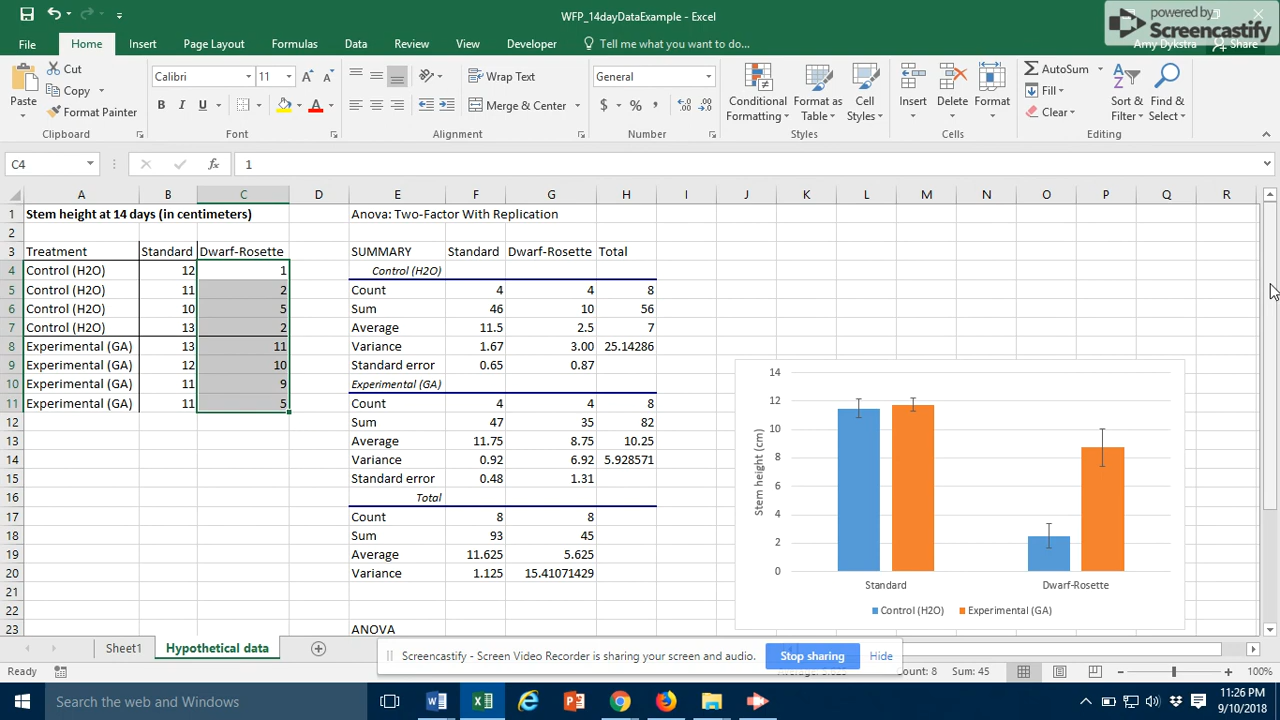 WFP_14dayDataExample - Excel
powered by
Screencastify
File Home Insert Page Layout Formulas Data Review View Developer Tell me what you want to do... Amy Dykstra Share
Cut
Copy
Format Painter
Paste
Clipboard
Calibri 11
B I U
Font
Wrap Text
Merge & Center
Alignment
General
$ % ,
Number
Conditional Formatting
Format as Table
Cell Styles
Styles
Insert Delete Format
Cells
AutoSum
Fill
Clear
Sort & Filter
Find & Select
Editing
C4 fx 1
A B C D E F G H I J K L M N O P Q R
1 Stem height at 14 days (in centimeters) Anova: Two-Factor With Replication
2
3 Treatment Standard Dwarf-Rosette SUMMARY Standard Dwarf-Rosette Total
4 Control (H2O) 12 1 Control (H2O)
5 Control (H2O) 11 2 Count 4 4 8
6 Control (H2O) 10 5 Sum 46 10 56
7 Control (H2O) 13 2 Average 11.5 2.5 7
8 Experimental (GA) 13 11 Variance 1.67 3.00 25.14286
9 Experimental (GA) 12 10 Standard error 0.65 0.87
10 Experimental (GA) 11 9 Experimental (GA)
11 Experimental (GA) 11 5 Count 4 4 8
12 Sum 47 35 82
13 Average 11.75 8.75 10.25
14 Variance 0.92 6.92 5.928571
15 Standard error 0.48 1.31
16 Total
17 Count 8 8
18 Sum 93 45
19 Average 11.625 5.625
20 Variance 1.125 15.41071429
21
22
23 ANOVA
14
12
10
8
6
4
2
0
Stem height (cm)
Standard Dwarf-Rosette
Control (H2O) Experimental (GA)
Sheet1 Hypothetical data
Screencastify - Screen Video Recorder is sharing your screen and audio. Stop sharing Hide
Ready Count: 8 Sum: 45 100%
Search the web and Windows
11:26 PM
9/10/2018